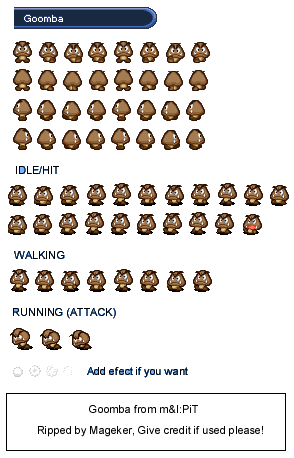 Goomba
IDLE/HIT
WALKING
RUNNING (ATTACK)
Add efect if you want
Goomba from m&l:PiT
Ripped by Mageker, Give credit if used please!